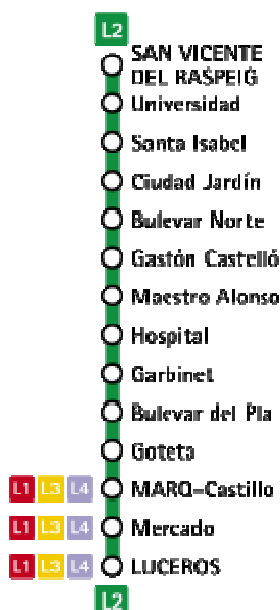 L2
SAN VICENTE
DEL RASPEIG
Universidad
Santa Isabel
Ciudad Jardín
Bulevar Norte
Gastón Castelló
Maestro Alonso
Hospital
Garbinet
Bulevar del Pla
Goteta
L1 L3 L4 MARQ-Castillo
L1 L3 L4 Mercado
L1 L3 L4 LUCEROS
L2